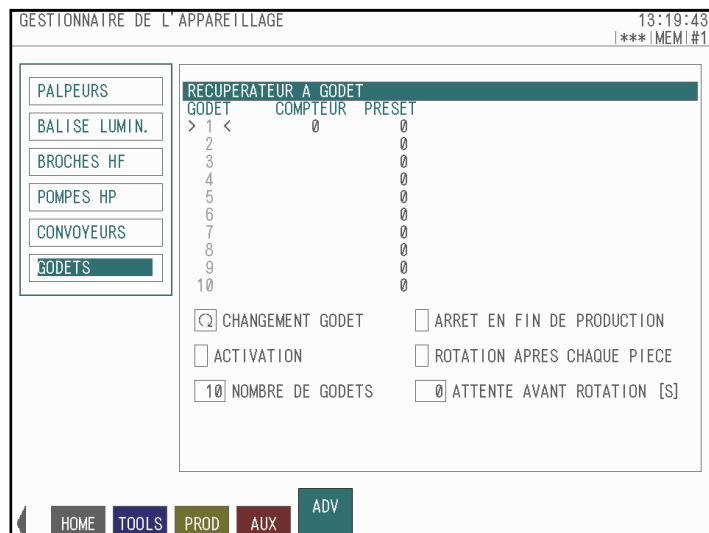 GESTIONNAIRE DE L'APPAREILLAGE 13:19:43
|***|MEM|#1
PALPEURS
BALISE LUMIN.
BROCHES HF
POMPES HP
CONVOYEURS
GODETS
RECUPERATEUR A GODET
GODET COMPTEUR PRESET
> 1 < 0 0
2 0
3 0
4 0
5 0
6 0
7 0
8 0
9 0
10 0
CHANGEMENT GODET ARRET EN FIN DE PRODUCTION
ACTIVATION ROTATION APRES CHAQUE PIECE
10 NOMBRE DE GODETS 0 ATTENTE AVANT ROTATION [S]
HOME TOOLS PROD AUX ADV